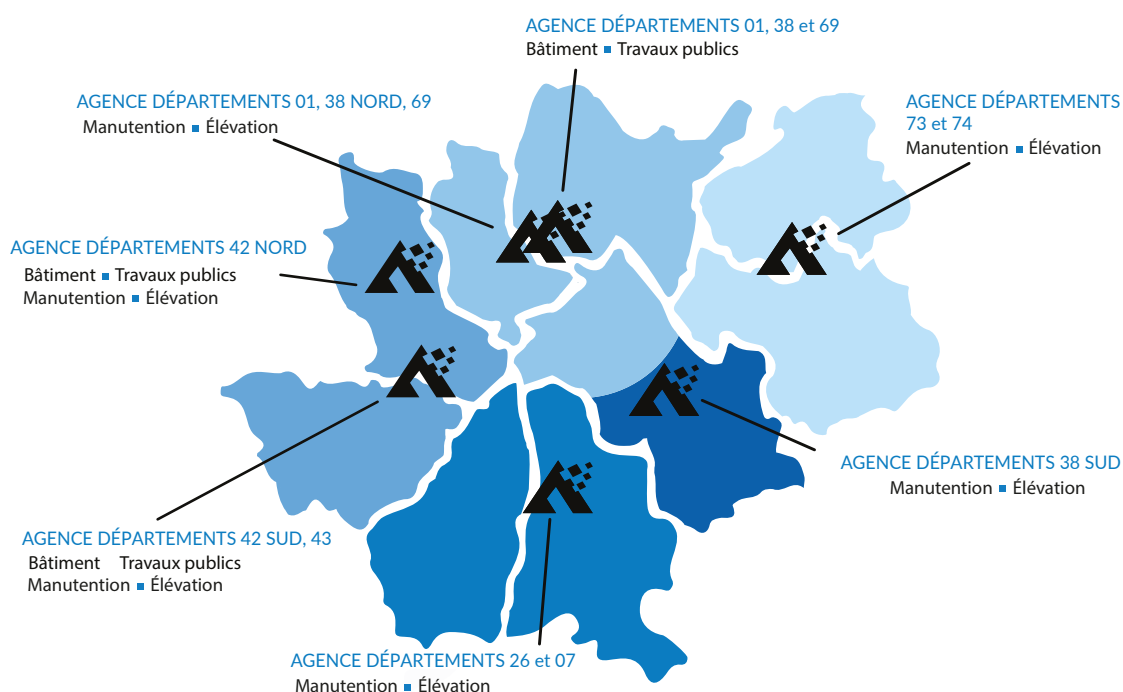 AGENCE DÉPARTEMENTS 01, 38 et 69
Bâtiment ▪ Travaux publics
AGENCE DÉPARTEMENTS 01, 38 NORD, 69
Manutention ▪ Élévation
AGENCE DÉPARTEMENTS
73 et 74
Manutention ▪ Élévation
AGENCE DÉPARTEMENTS 42 NORD
Bâtiment ▪ Travaux publics
Manutention ▪ Élévation
AGENCE DÉPARTEMENTS 38 SUD
Manutention ▪ Élévation
AGENCE DÉPARTEMENTS 42 SUD, 43
Bâtiment Travaux publics
Manutention ▪ Élévation
AGENCE DÉPARTEMENTS 26 et 07
Manutention ▪ Élévation